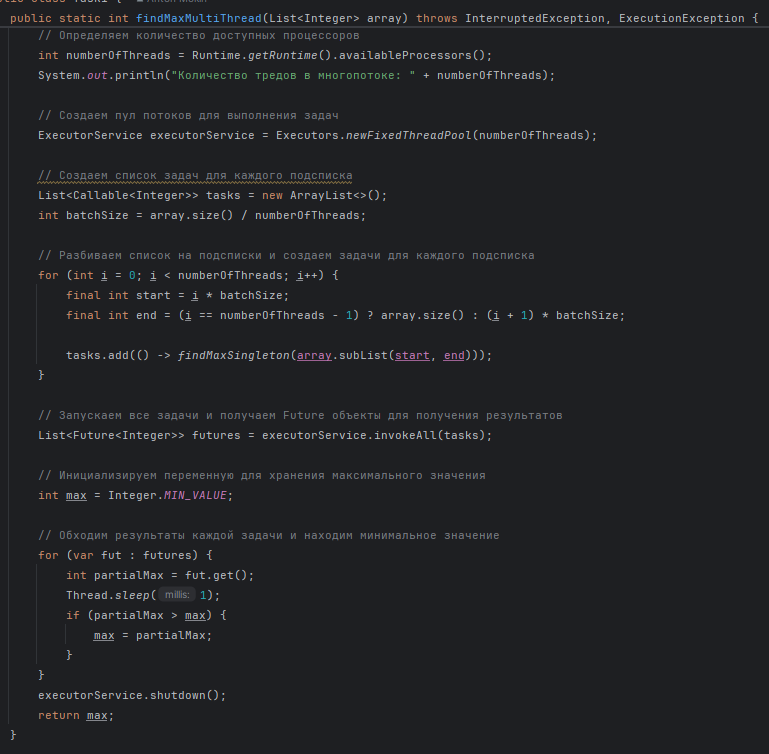 public static int findMaxMultiThread(List<Integer> array) throws InterruptedException, ExecutionException {
// Определяем количество доступных процессоров
int numberOfThreads = Runtime.getRuntime().availableProcessors();
System.out.println("Количество тредов в многопотоке: " + numberOfThreads);
// Создаем пул потоков для выполнения задач
ExecutorService executorService = Executors.newFixedThreadPool(numberOfThreads);
// Создаем список задач для каждого подсписка
List<Callable<Integer>> tasks = new ArrayList<>();
int batchSize = array.size() / numberOfThreads;
// Разбиваем список на подсписки и создаем задачи для каждого подсписка
for (int i = 0; i < numberOfThreads; i++) {
final int start = i * batchSize;
final int end = (i == numberOfThreads - 1) ? array.size() : (i + 1) * batchSize;
tasks.add(() -> findMaxSingleton(array.subList(start, end)));
}
// Запускаем все задачи и получаем Future объекты для получения результатов
List<Future<Integer>> futures = executorService.invokeAll(tasks);
// Инициализируем переменную для хранения максимального значения
int max = Integer.MIN_VALUE;
// Обходим результаты каждой задачи и находим минимальное значение
for (var fut : futures) {
int partialMax = fut.get();
Thread.sleep( millis: 1);
if (partialMax > max) {
max = partialMax;
}
}
executorService.shutdown();
return max;
}